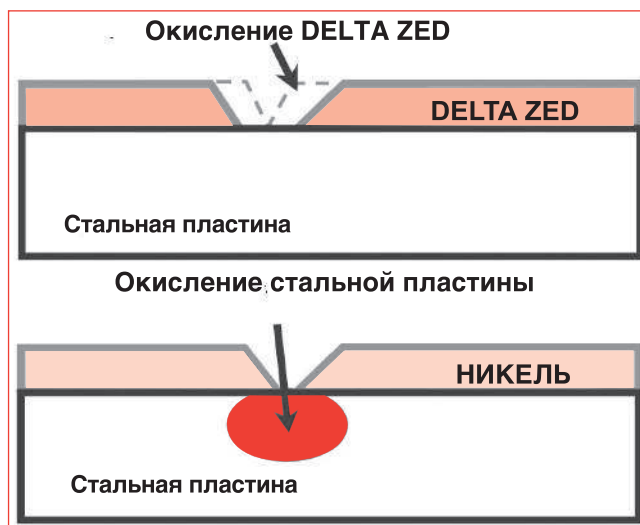 Окисление DELTA ZED
DELTA ZED
Стальная пластина
Окисление стальной пластины
НИКЕЛЬ
Стальная пластина